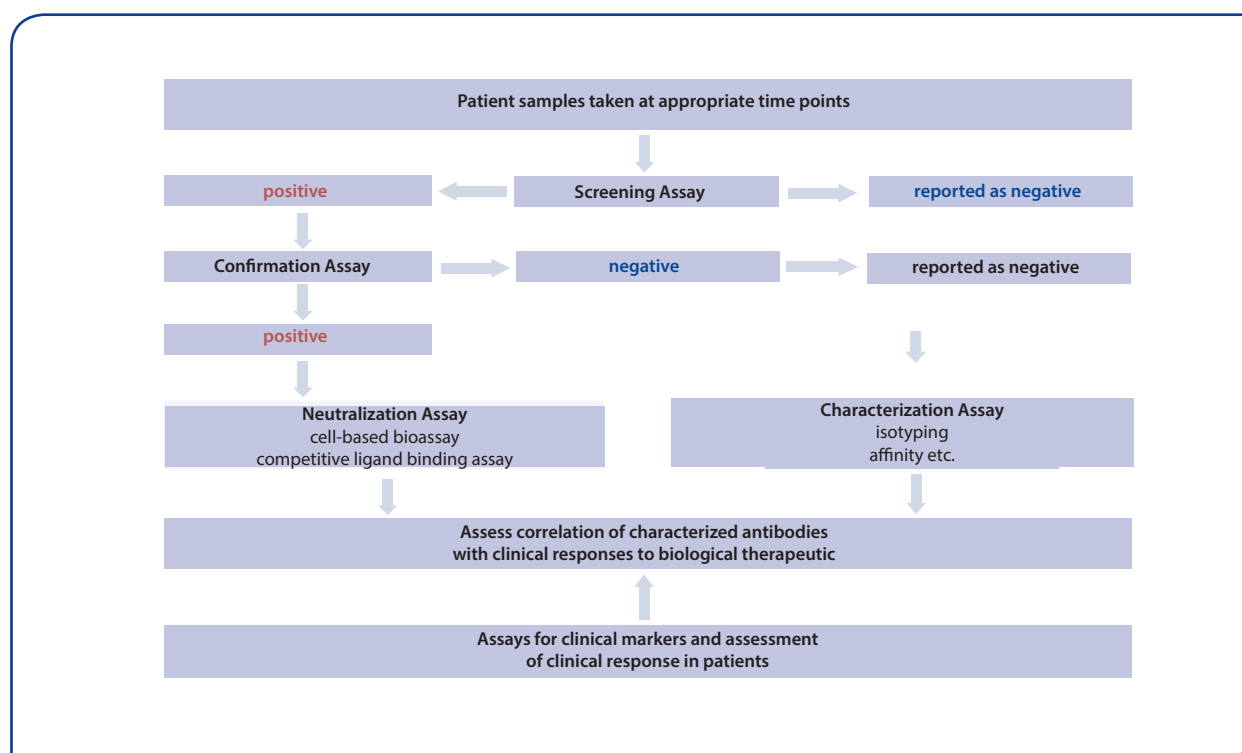 Patient samples taken at appropriate time points
positive
Screening Assay
reported as negative
Confirmation Assay
negative
reported as negative
positive
Neutralization Assay
cell-based bioassay
competitive ligand binding assay
Characterization Assay
isotyping
affinity etc.
Assess correlation of characterized antibodies
with clinical responses to biological therapeutic
Assays for clinical markers and assessment
of clinical response in patients